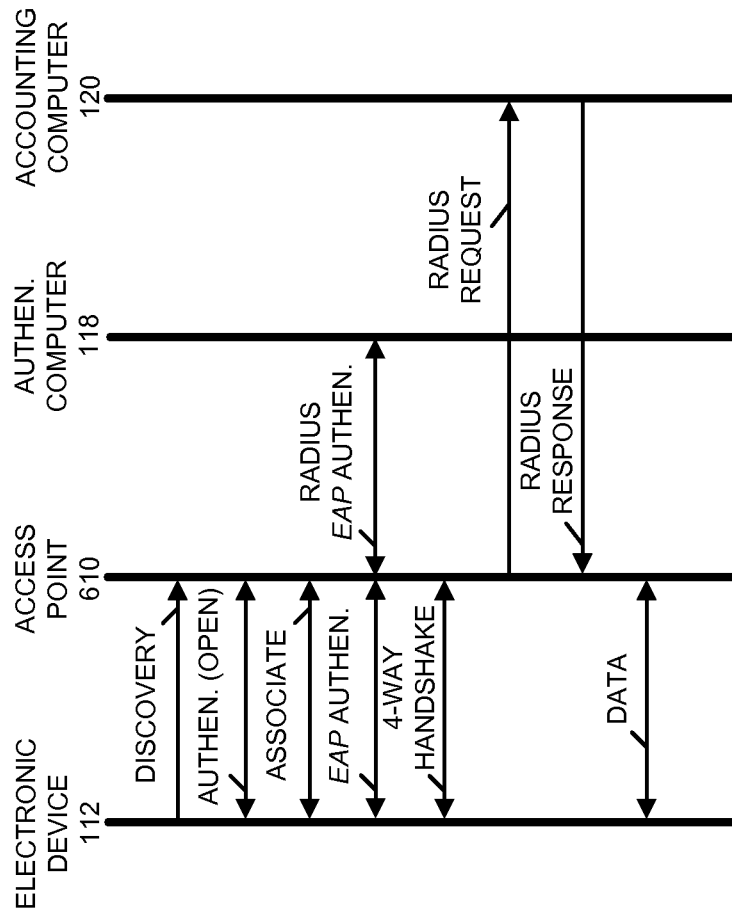 ELECTRONIC
DEVICE
112
ACCESS
POINT
610
AUTHEN.
COMPUTER
118
ACCOUNTING
COMPUTER
120
DISCOVERY
AUTHEN. (OPEN)
ASSOCIATE
EAP AUTHEN.
RADIUS
EAP AUTHEN.
4-WAY
HANDSHAKE
RADIUS
REQUEST
RADIUS
RESPONSE
DATA